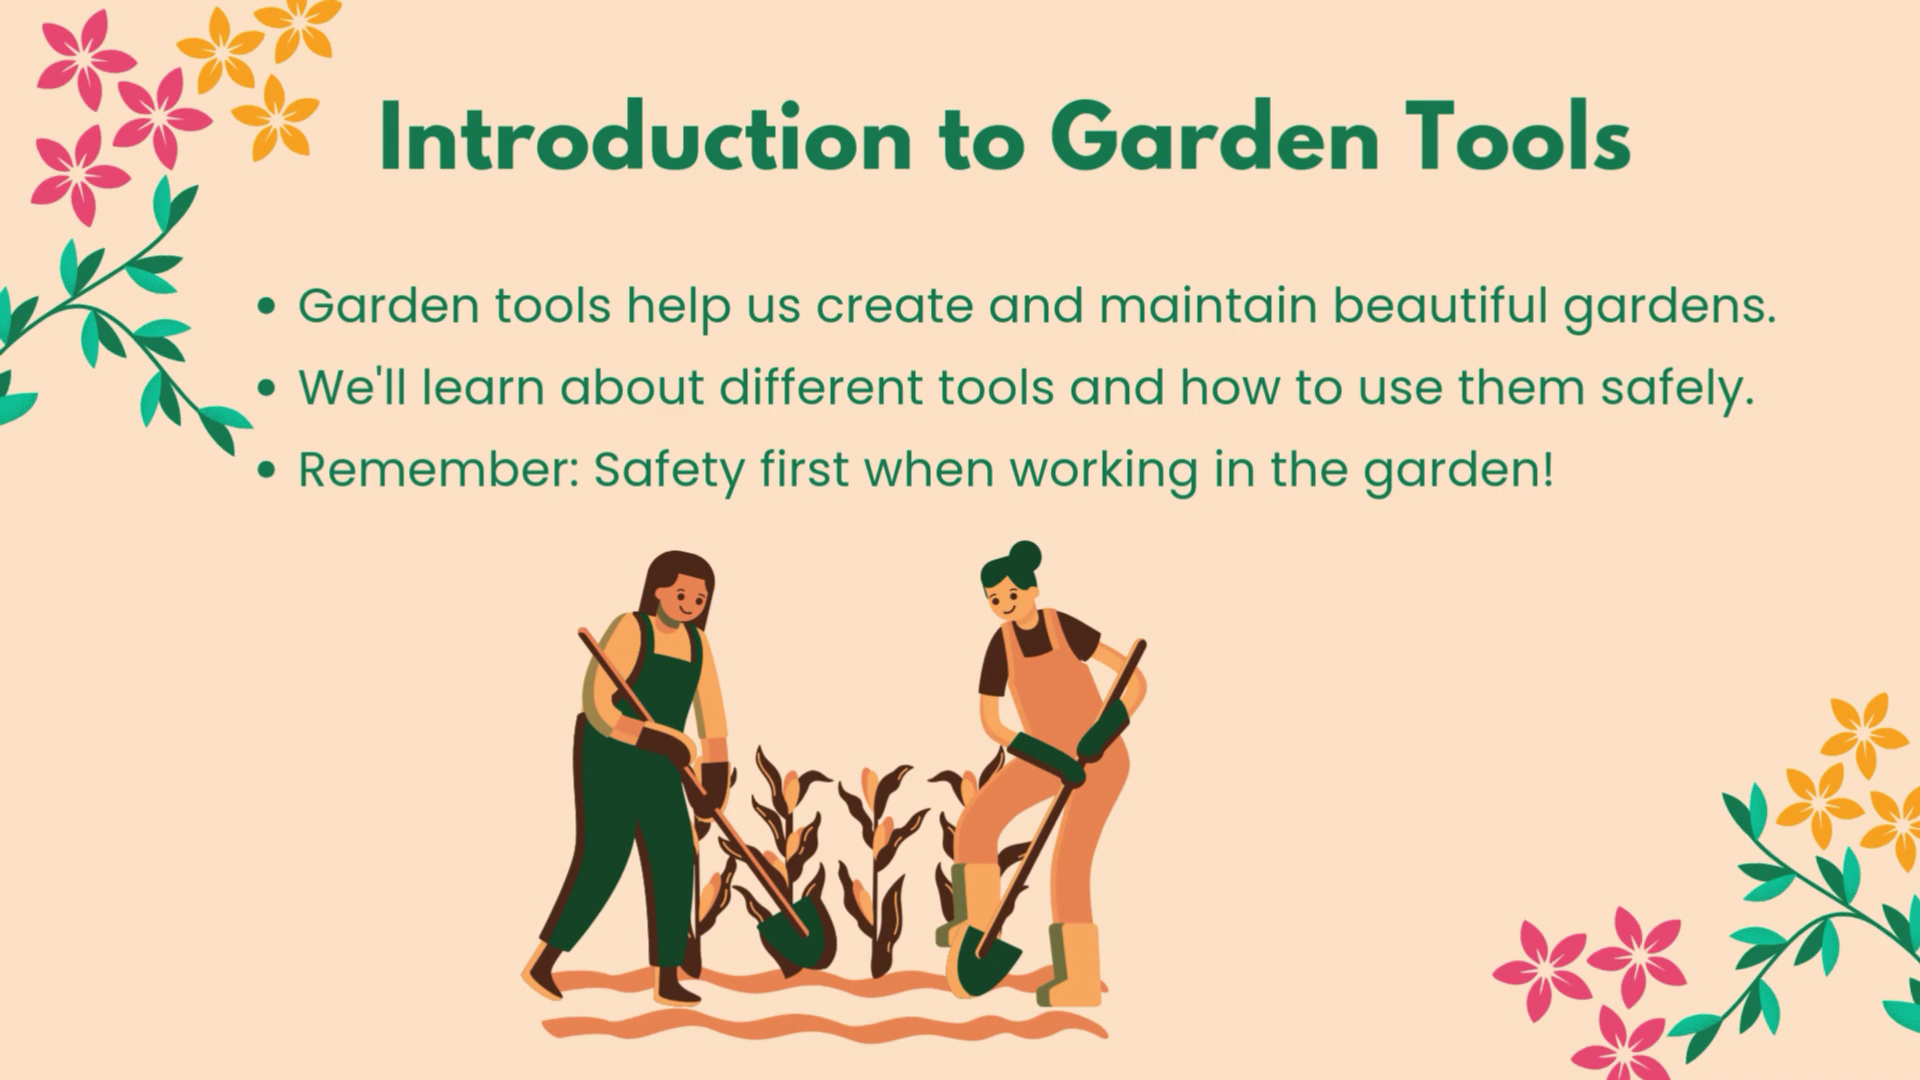 Introduction to Garden Tools
• Garden tools help us create and maintain beautiful gardens.
• We'll learn about different tools and how to use them safely.
• Remember: Safety first when working in the garden!